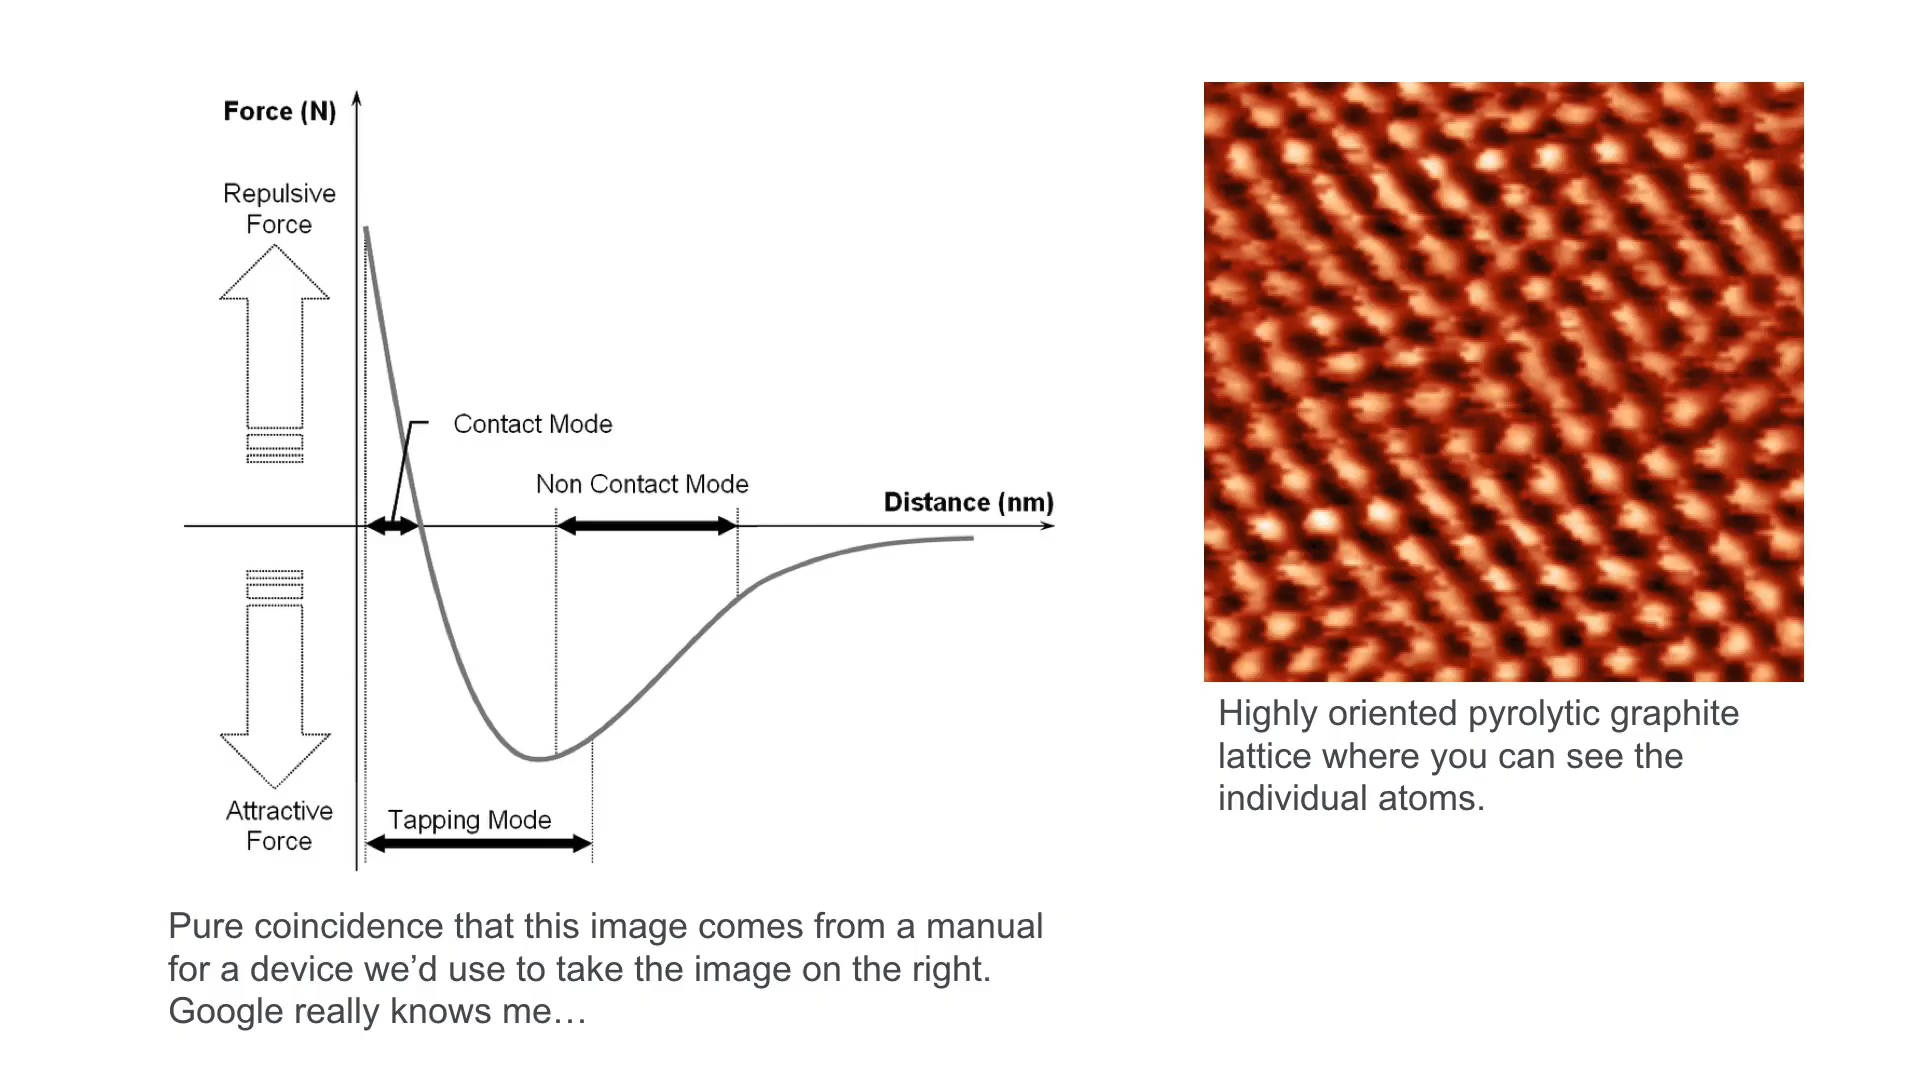 Force (N)
Repulsive
Force
Contact Mode
Non Contact Mode
Distance (nm)
Attractive
Force
Tapping Mode
Pure coincidence that this image comes from a manual
for a device we’d use to take the image on the right.
Google really knows me…
Highly oriented pyrolytic graphite
lattice where you can see the
individual atoms.